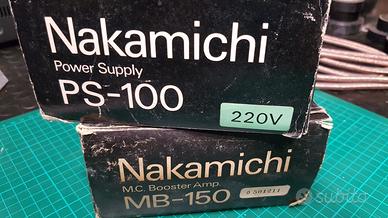 Nakamichi
Power Supply
PS-100
220V
Nakamichi
M.C. Booster Amp.
MB-150
subito